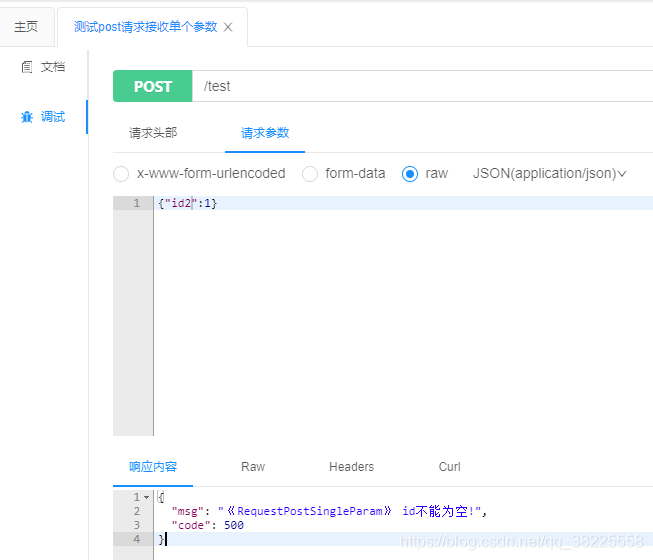 主页 测试post请求接收单个参数
文档
调试
POST /test
请求头部 请求参数
x-www-form-urlencoded form-data raw JSON(application/json)
1 {"id2":1}
响应内容 Raw Headers Curl
1 {
2 "msg": "《RequestPostSingleParam》 id不能为空!",
3 "code": 500
4 }
https://blog.csdn.net/qq_38225558